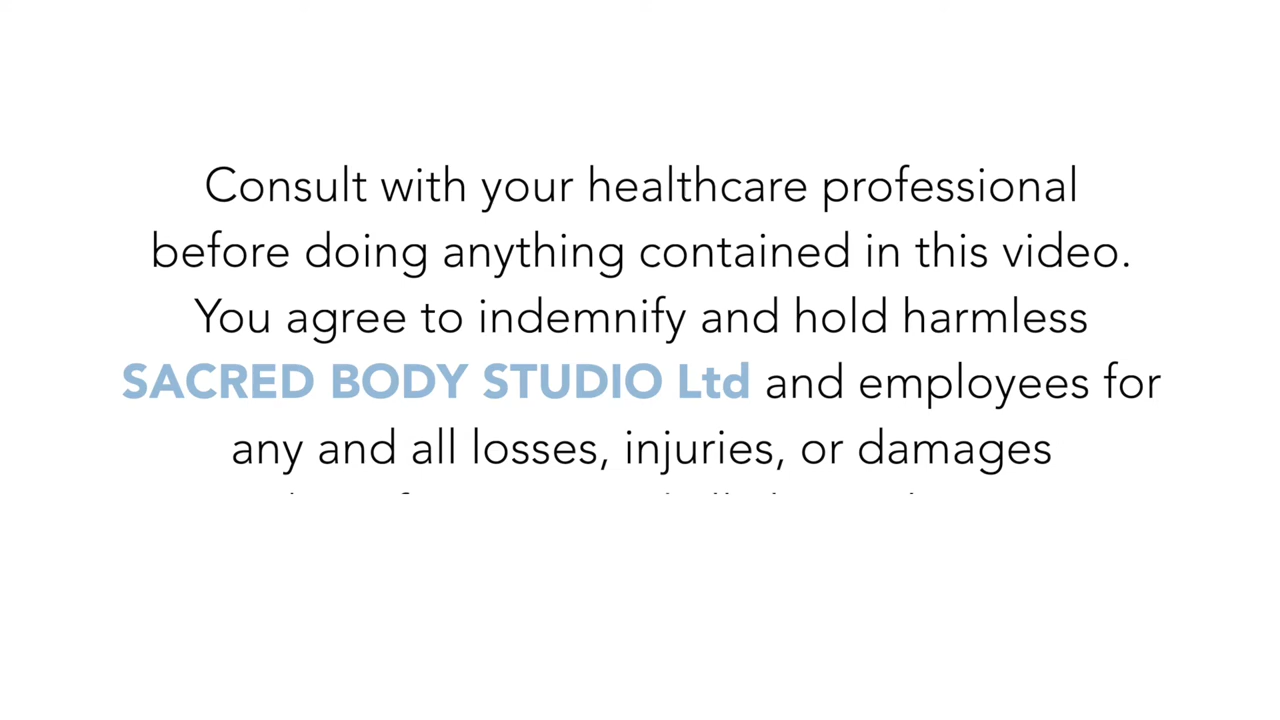 Consult with your healthcare professional
before doing anything contained in this video.
You agree to indemnify and hold harmless
SACRED BODY STUDIO Ltd and employees for
any and all losses, injuries, or damages